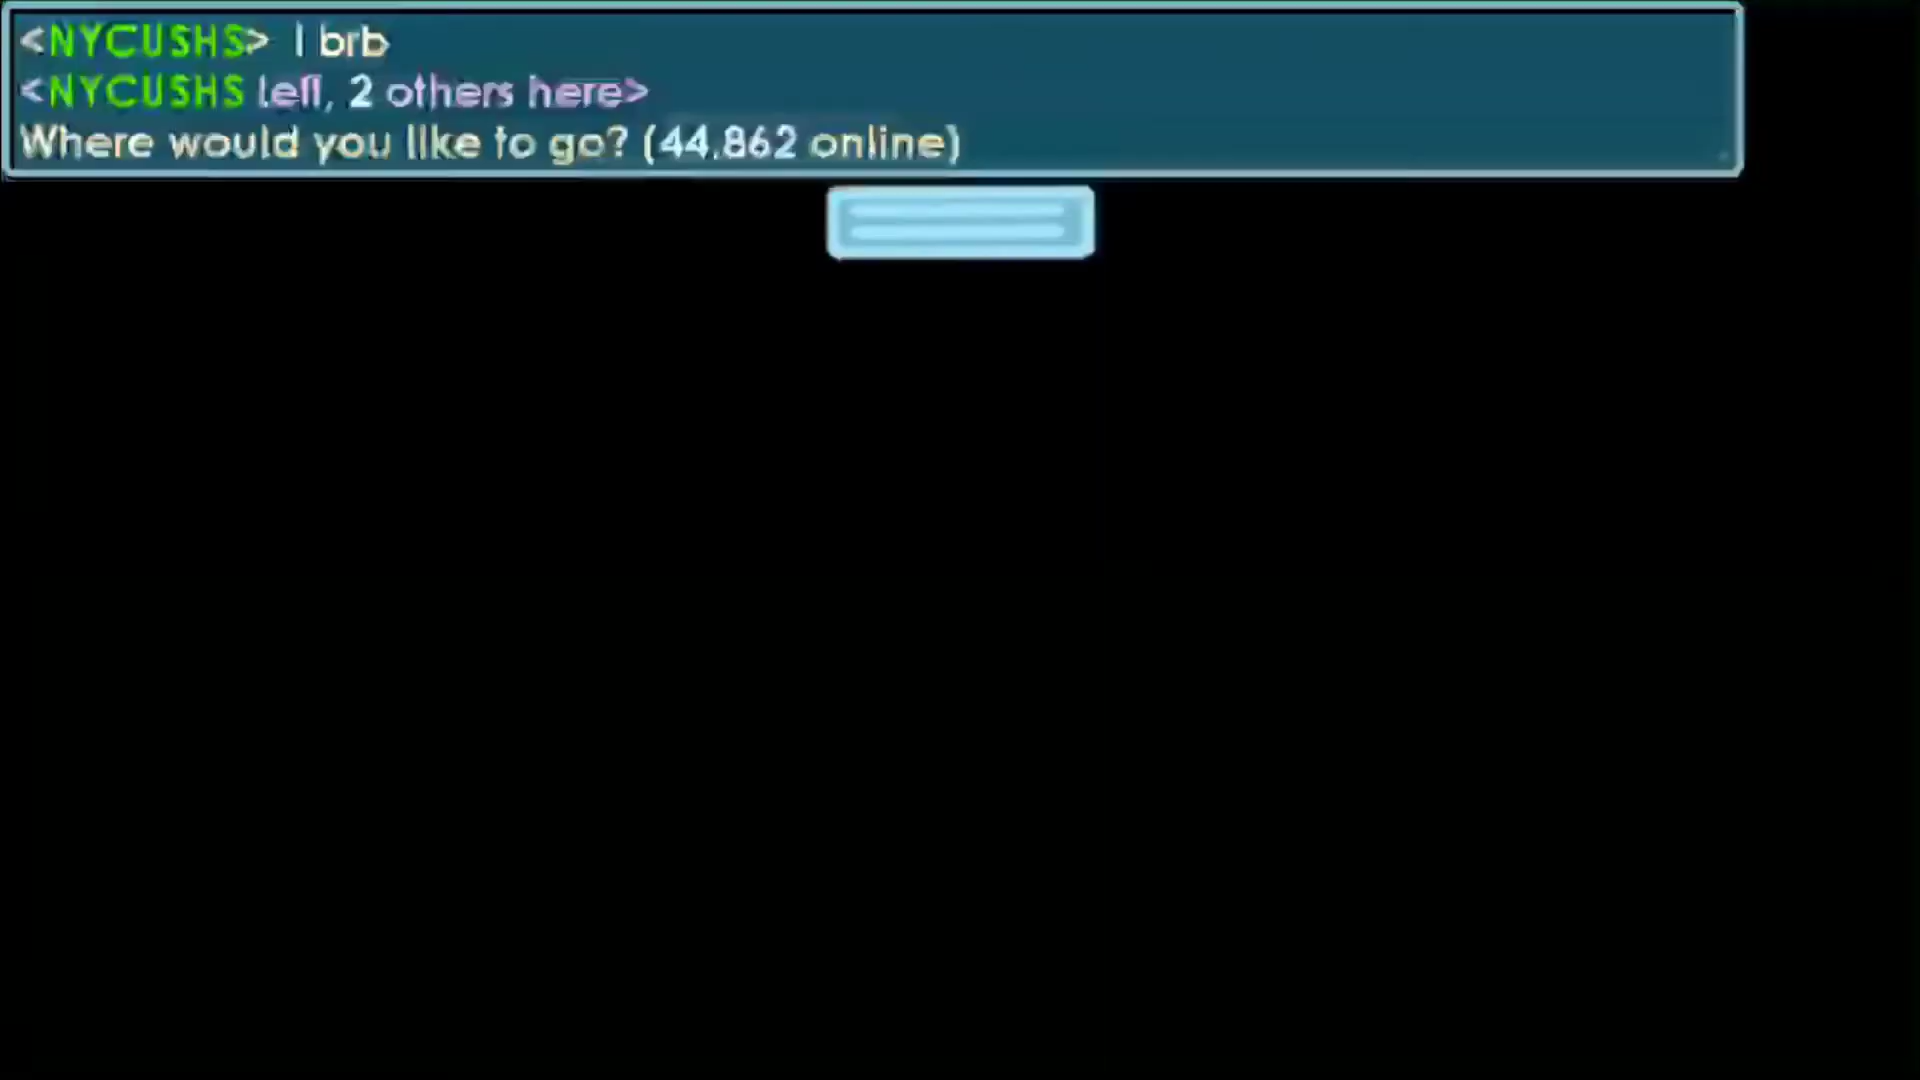 <NYCUSHS> I brb
<NYCUSHS left, 2 others here>
Where would you like to go? (44,862 online)